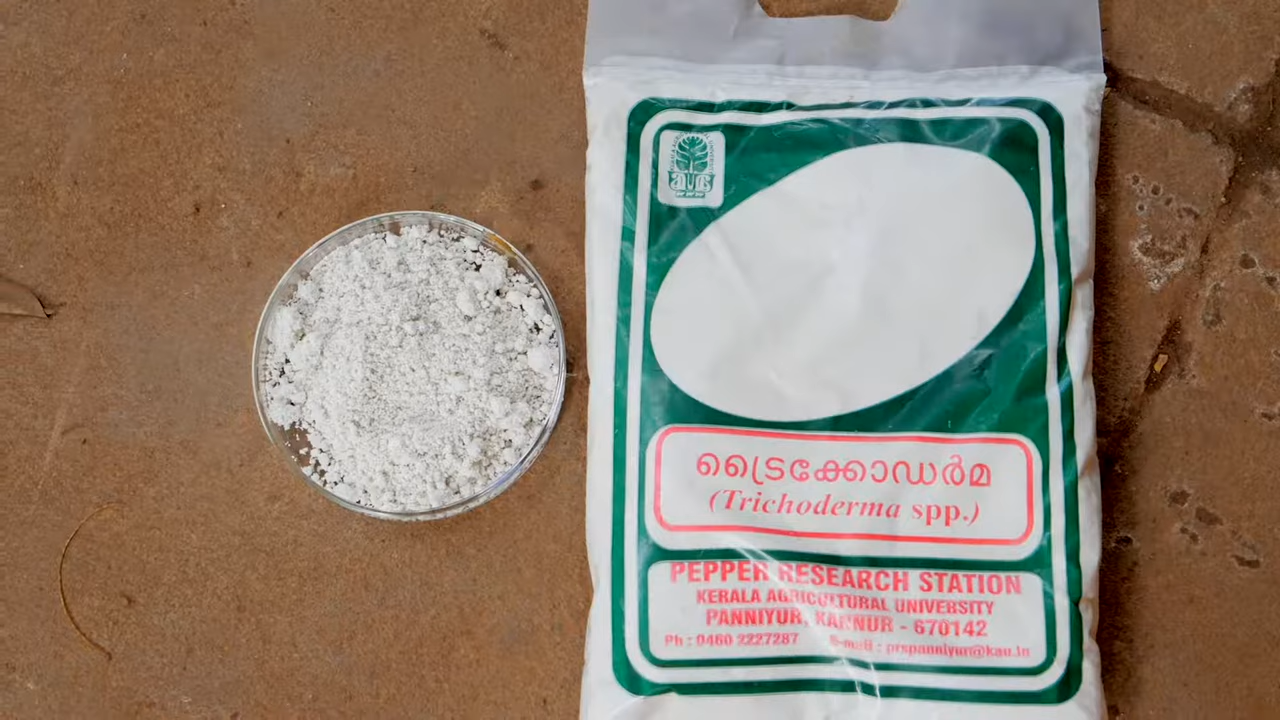 ട്രൈക്കോഡർമ
(Trichoderma spp.)
PEPPER RESEARCH STATION
KERALA AGRICULTURAL UNIVERSITY
PANNIYUR, KANNUR - 670142
Ph : 0460 2227287 E-mail : prspanniyur@kau.in